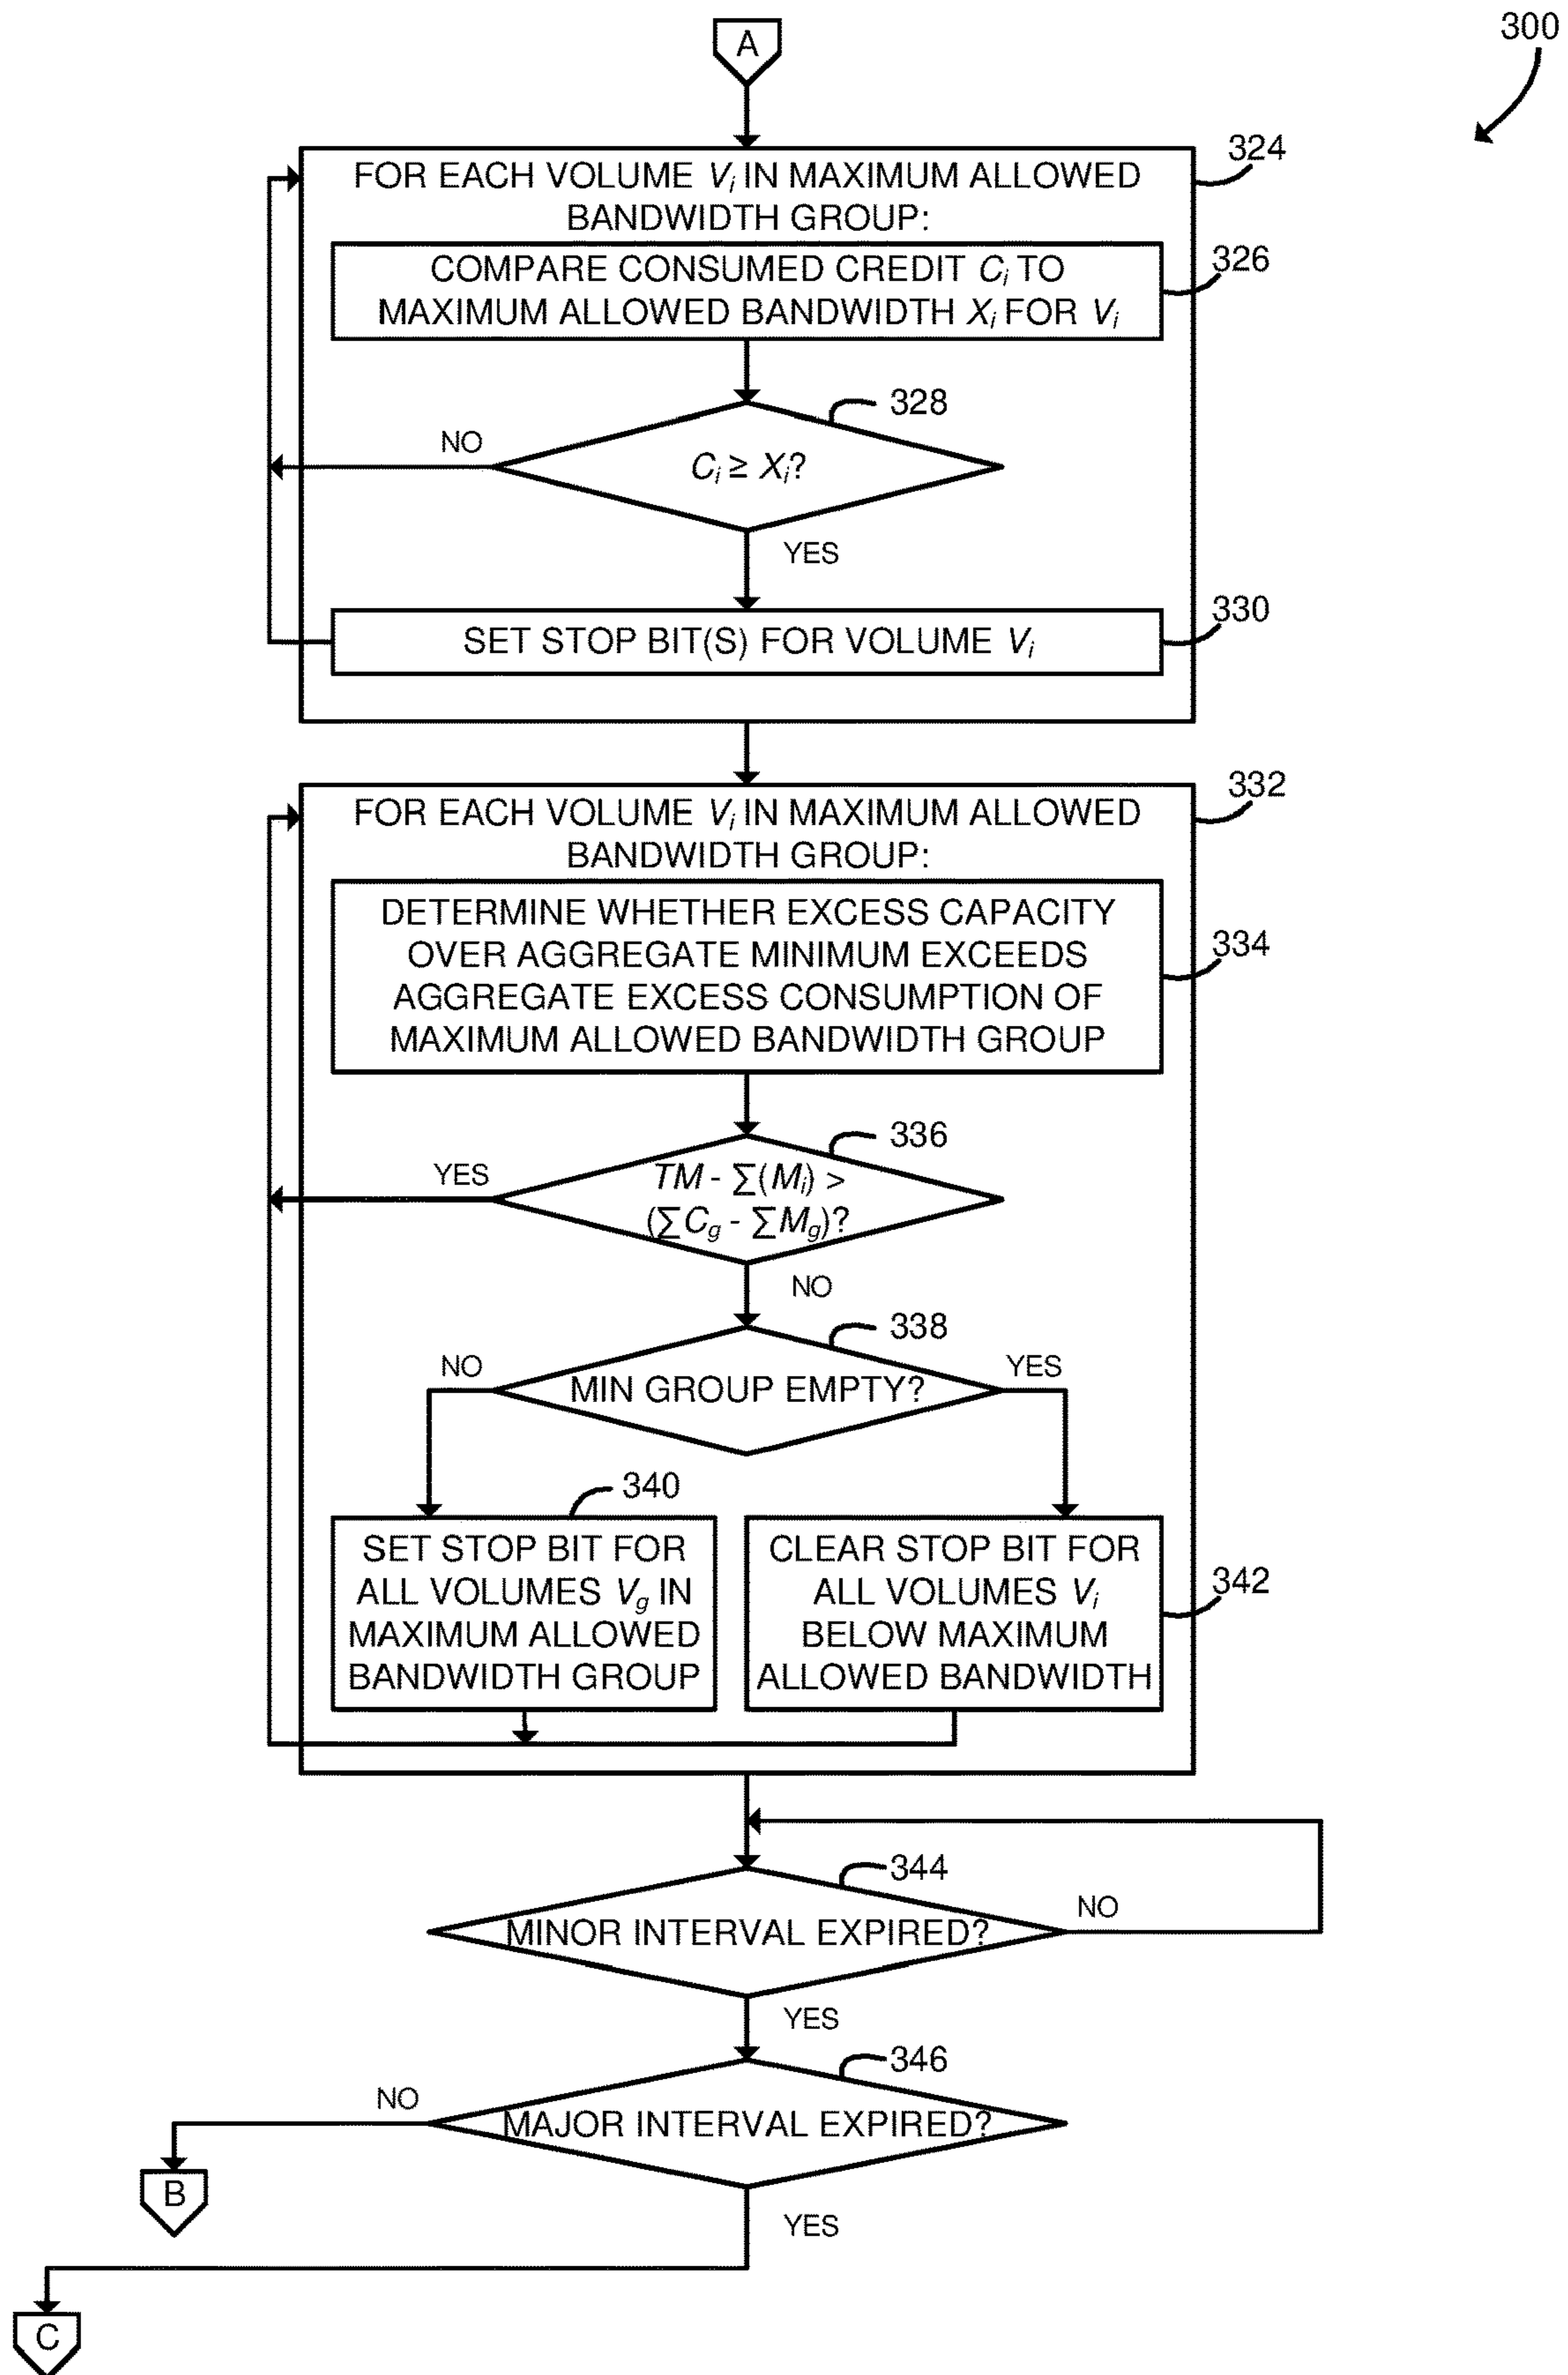 300
A
FOR EACH VOLUME Vi IN MAXIMUM ALLOWED
BANDWIDTH GROUP:
324
COMPARE CONSUMED CREDIT Ci TO
MAXIMUM ALLOWED BANDWIDTH Xi FOR Vi
326
328
NO
Ci ≥ Xi?
YES
SET STOP BIT(S) FOR VOLUME Vi
330
FOR EACH VOLUME Vi IN MAXIMUM ALLOWED
BANDWIDTH GROUP:
332
DETERMINE WHETHER EXCESS CAPACITY
OVER AGGREGATE MINIMUM EXCEEDS
AGGREGATE EXCESS CONSUMPTION OF
MAXIMUM ALLOWED BANDWIDTH GROUP
334
336
YES
TM - ∑(Mi) >
(∑Cg - ∑Mg)?
NO
338
NO
MIN GROUP EMPTY?
YES
340
SET STOP BIT FOR
ALL VOLUMES Vg IN
MAXIMUM ALLOWED
BANDWIDTH GROUP
CLEAR STOP BIT FOR
ALL VOLUMES Vi
BELOW MAXIMUM
ALLOWED BANDWIDTH
342
344
MINOR INTERVAL EXPIRED?
NO
YES
346
NO
MAJOR INTERVAL EXPIRED?
B
YES
C